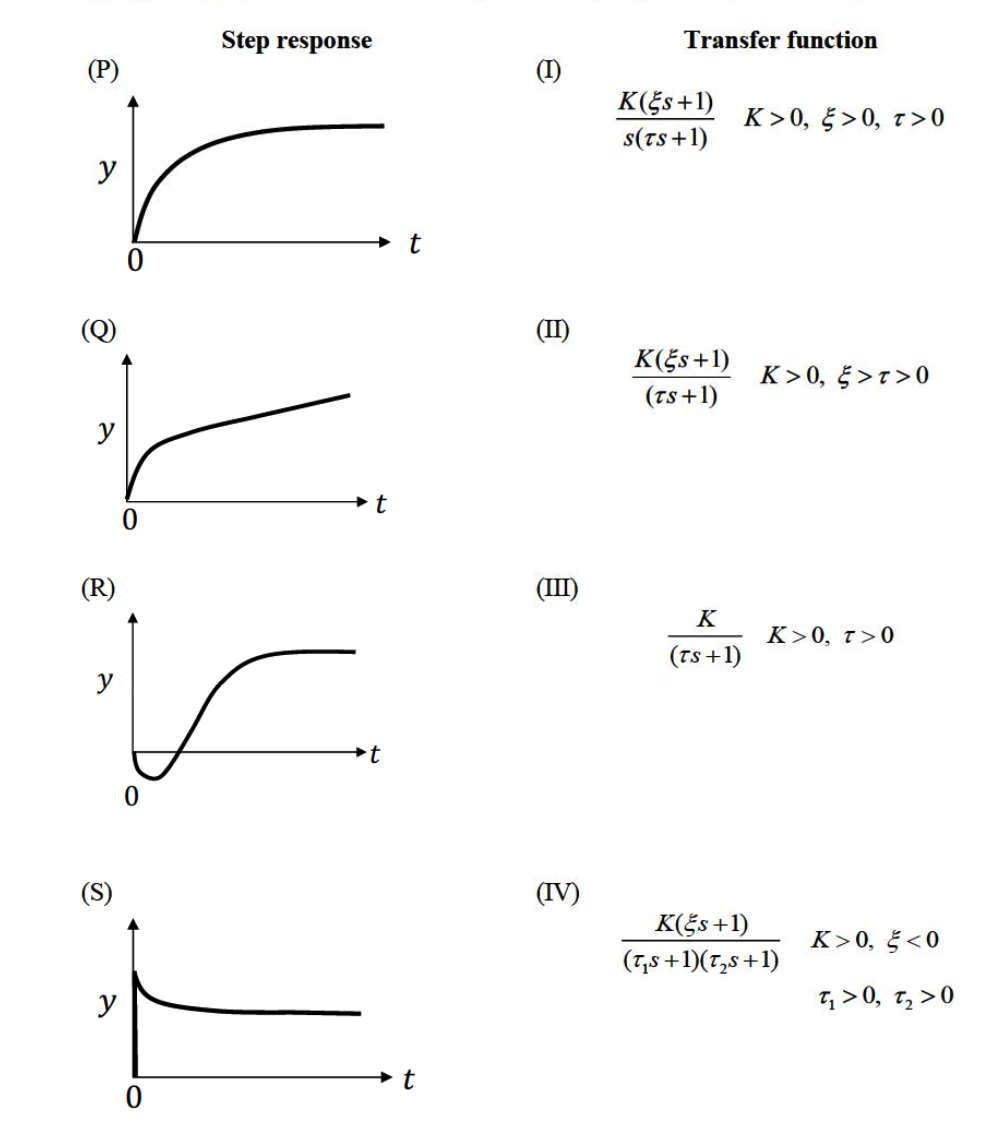 Step response Transfer function
(P) (I)
K(ξs+1) / s(τs+1) K > 0, ξ > 0, τ > 0
y
t
0
(Q) (II)
K(ξs+1) / (τs+1) K > 0, ξ > τ > 0
y
t
0
(R) (III)
K / (τs+1) K > 0, τ > 0
y
t
0
(S) (IV)
K(ξs+1) / (τ₁s+1)(τ₂s+1) K > 0, ξ < 0
τ₁ > 0, τ₂ > 0
y
t
0